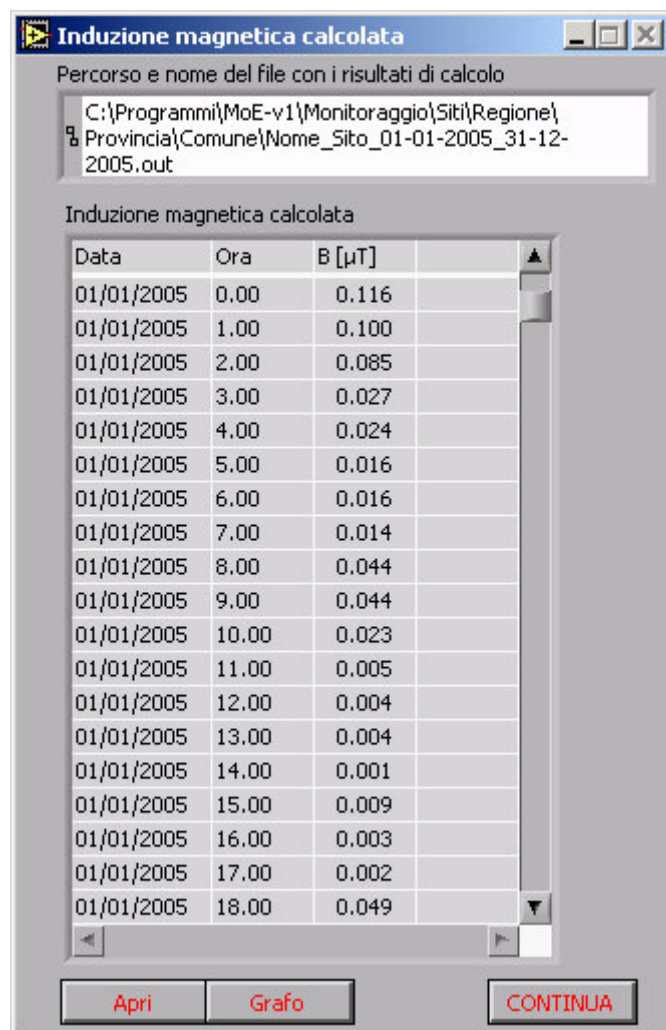 Induzione magnetica calcolata
Percorso e nome del file con i risultati di calcolo
C:\Programmi\MoE-v1\Monitoraggio\Siti\Regione\
Provincia\Comune\Nome_Sito_01-01-2005_31-12-
2005.out
Induzione magnetica calcolata
Data Ora B [µT]
01/01/2005 0.00 0.116
01/01/2005 1.00 0.100
01/01/2005 2.00 0.085
01/01/2005 3.00 0.027
01/01/2005 4.00 0.024
01/01/2005 5.00 0.016
01/01/2005 6.00 0.016
01/01/2005 7.00 0.014
01/01/2005 8.00 0.044
01/01/2005 9.00 0.044
01/01/2005 10.00 0.023
01/01/2005 11.00 0.005
01/01/2005 12.00 0.004
01/01/2005 13.00 0.004
01/01/2005 14.00 0.001
01/01/2005 15.00 0.009
01/01/2005 16.00 0.003
01/01/2005 17.00 0.002
01/01/2005 18.00 0.049
Apri Grafo CONTINUA